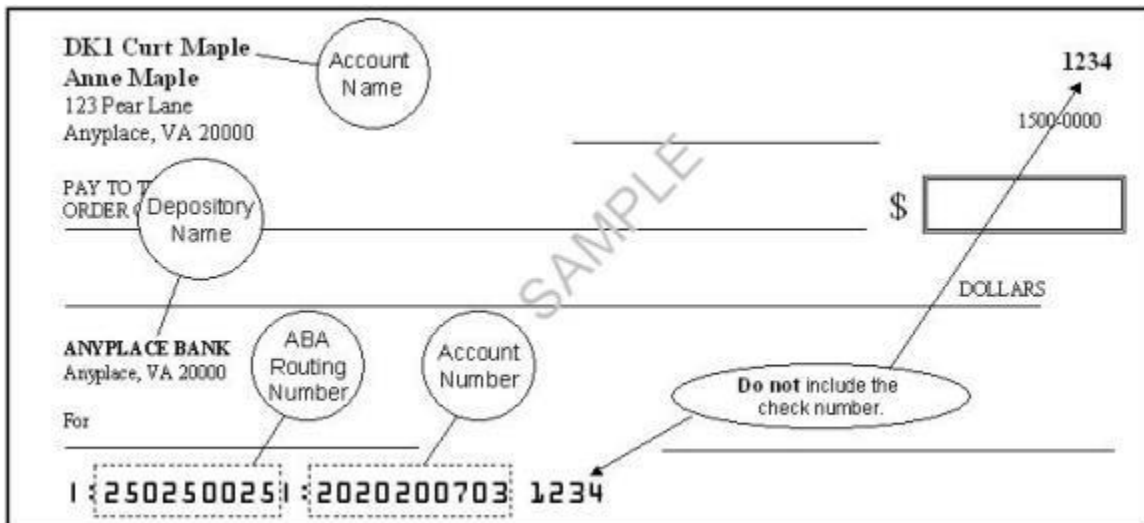 DK1 Curt Maple
Anne Maple
123 Pear Lane
Anyplace, VA 20000
Account
Name
1234
1500-0000
PAY TO T
ORDER
Depository
Name
$
SAMPLE
DOLLARS
ANYPLACE BANK
Anyplace, VA 20000
ABA
Routing
Number
Account
Number
Do not include the
check number.
For
|:250250025|:2020200703 1234